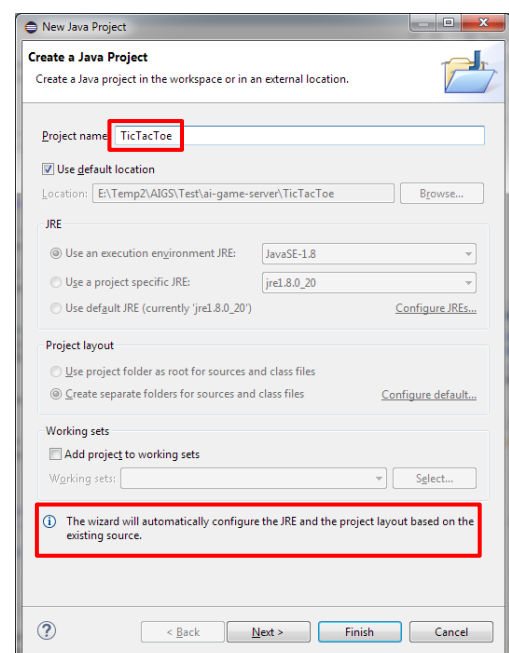 New Java Project
Create a Java Project
Create a Java project in the workspace or in an external location.
Project name: TicTacToe
Use default location
Location: E:\Temp2\AIGS\Test\ai-game-server\TicTacToe Browse...
JRE
Use an execution environment JRE: JavaSE-1.8
Use a project specific JRE: jre1.8.0_20
Use default JRE (currently 'jre1.8.0_20') Configure JREs...
Project layout
Use project folder as root for sources and class files
Create separate folders for sources and class files Configure default...
Working sets
Add project to working sets
Working sets: Select...
The wizard will automatically configure the JRE and the project layout based on the
existing source.
? < Back Next > Finish Cancel